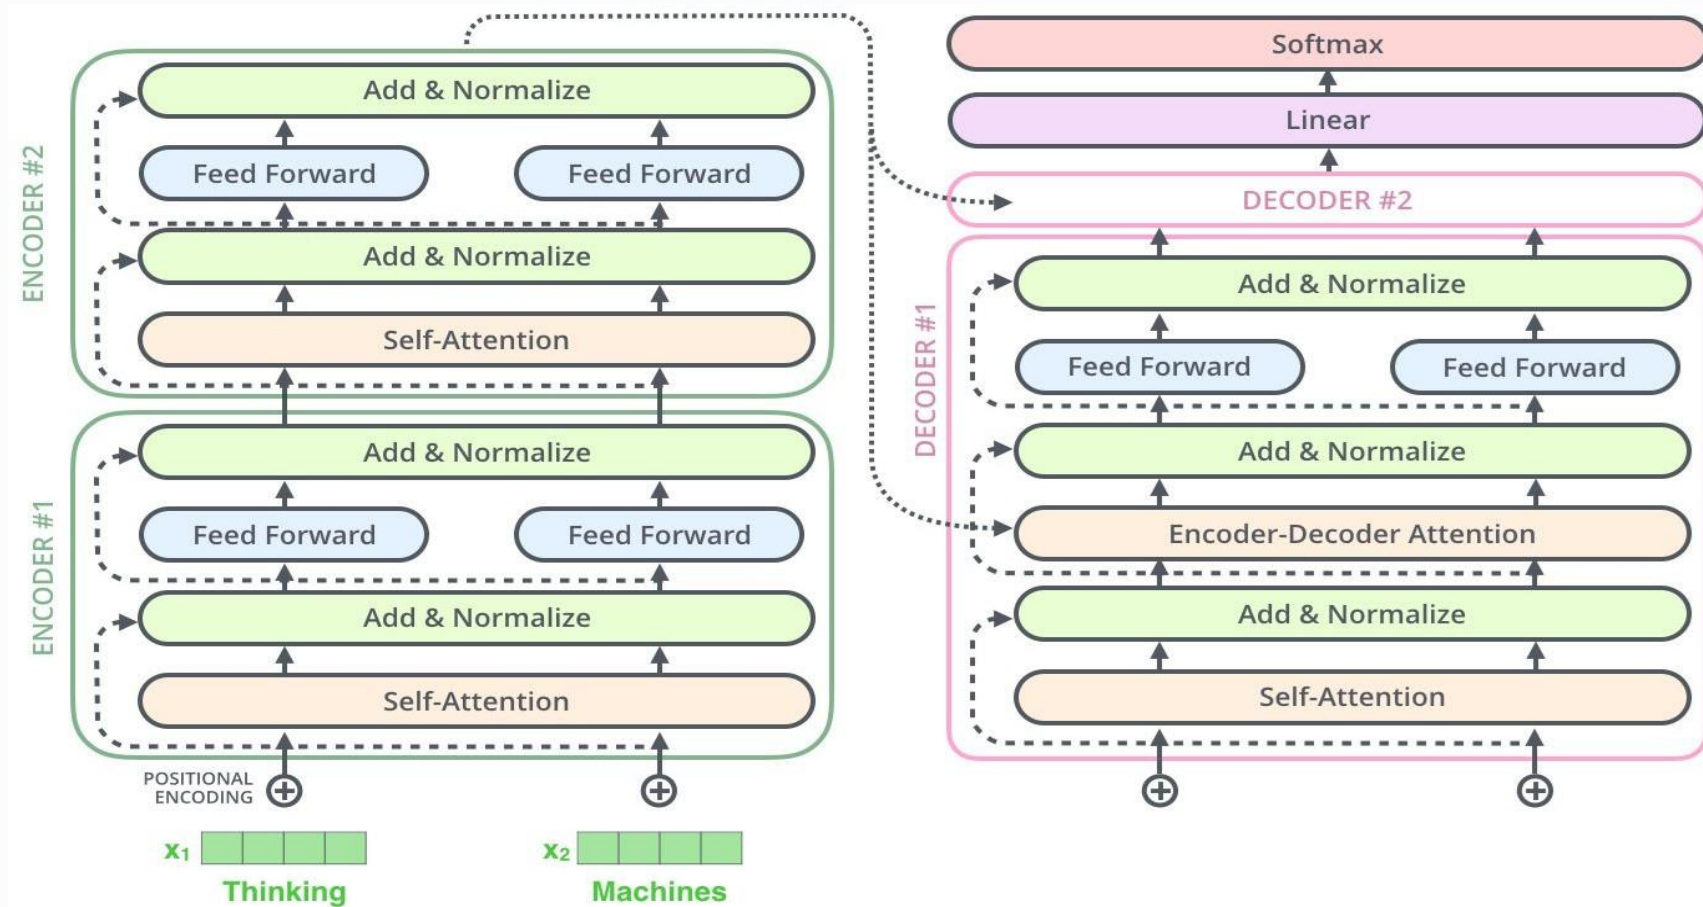 ENCODER #2
Add & Normalize
Feed Forward
Feed Forward
Add & Normalize
Self-Attention
ENCODER #1
Add & Normalize
Feed Forward
Feed Forward
Add & Normalize
Self-Attention
POSITIONAL
ENCODING
x1
x2
Thinking
Machines
Softmax
Linear
DECODER #2
DECODER #1
Add & Normalize
Feed Forward
Feed Forward
Add & Normalize
Encoder-Decoder Attention
Add & Normalize
Self-Attention